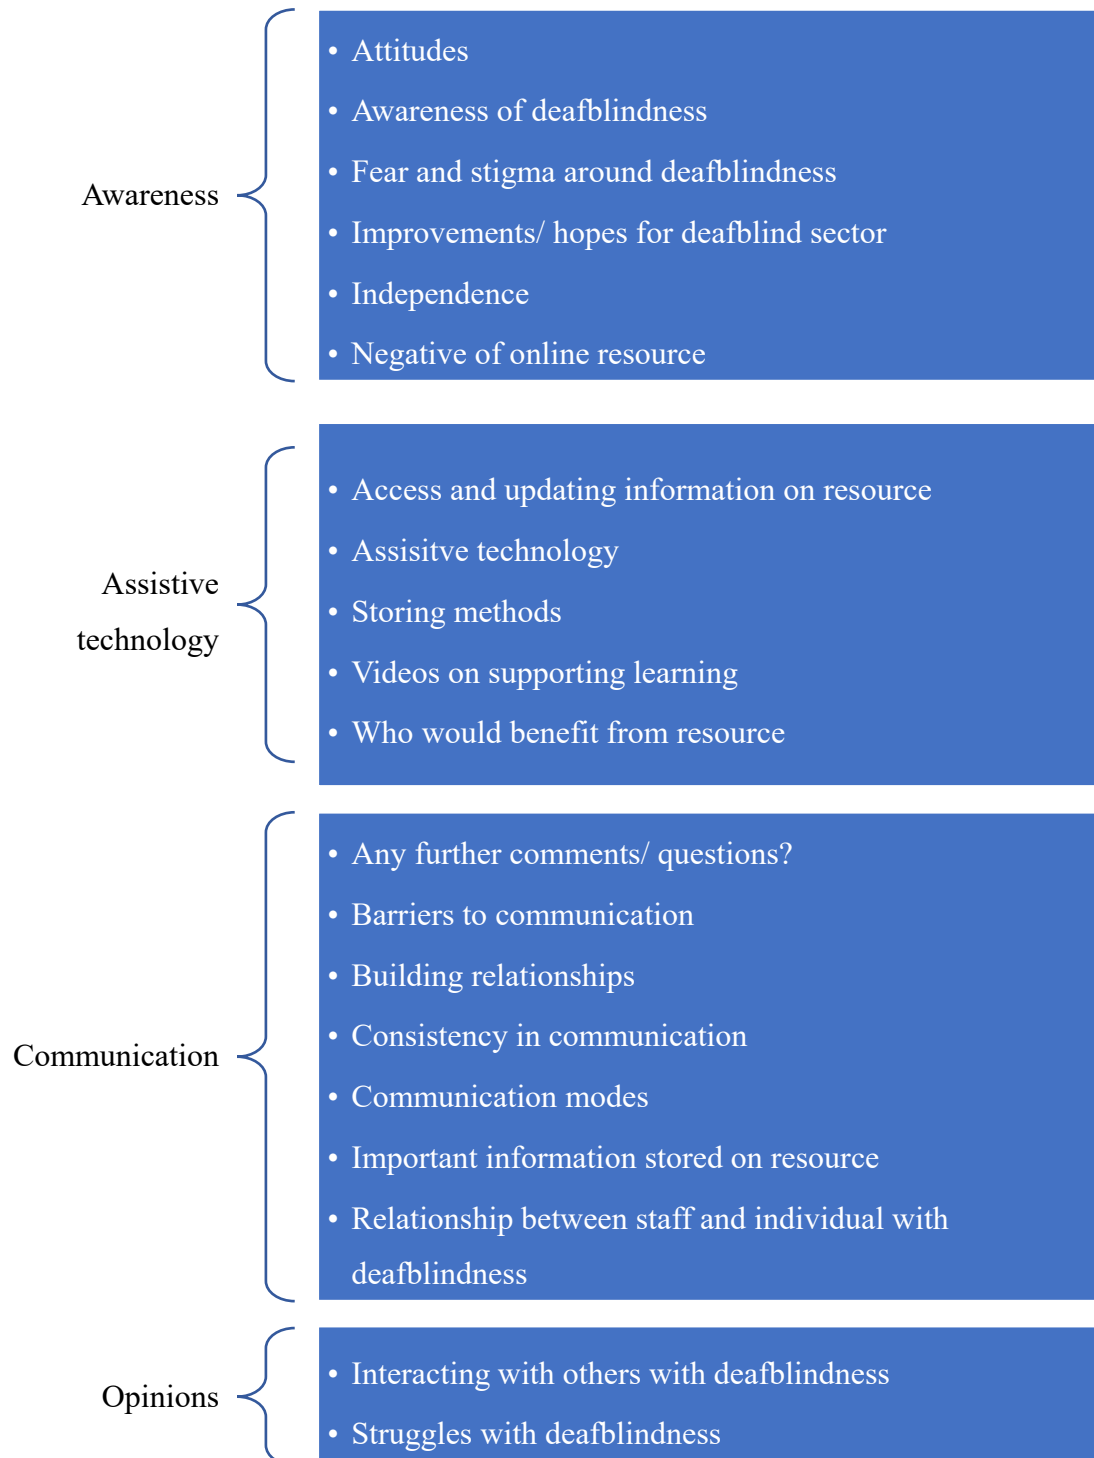 Awareness
• Attitudes
• Awareness of deafblindness
• Fear and stigma around deafblindness
• Improvements/ hopes for deafblind sector
• Independence
• Negative of online resource
Assistive
technology
• Access and updating information on resource
• Assisitve technology
• Storing methods
• Videos on supporting learning
• Who would benefit from resource
Communication
• Any further comments/ questions?
• Barriers to communication
• Building relationships
• Consistency in communication
• Communication modes
• Important information stored on resource
• Relationship between staff and individual with
deafblindness
Opinions
• Interacting with others with deafblindness
• Struggles with deafblindness